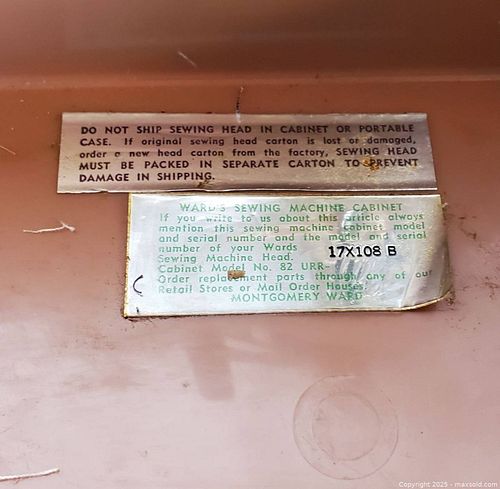 DO NOT SHIP SEWING HEAD IN CABINET OR PORTABLE
CASE. If original sewing head carton is lost or damaged,
order a new head carton from the factory, SEWING HEAD
MUST BE PACKED IN SEPARATE CARTON TO PREVENT
DAMAGE IN SHIPPING.
WARD'S SEWING MACHINE CABINET
If you write to us about this article always
mention this sewing machine cabinet model
and serial number and the model and serial
number of your Wards
Sewing Machine Head. 17X108 B
Cabinet Model No. 82 URR-
Order replacement parts through any of our
Retail Stores or Mail Order Houses.
MONTGOMERY WARD
Copyright 2025 - maxsold.com